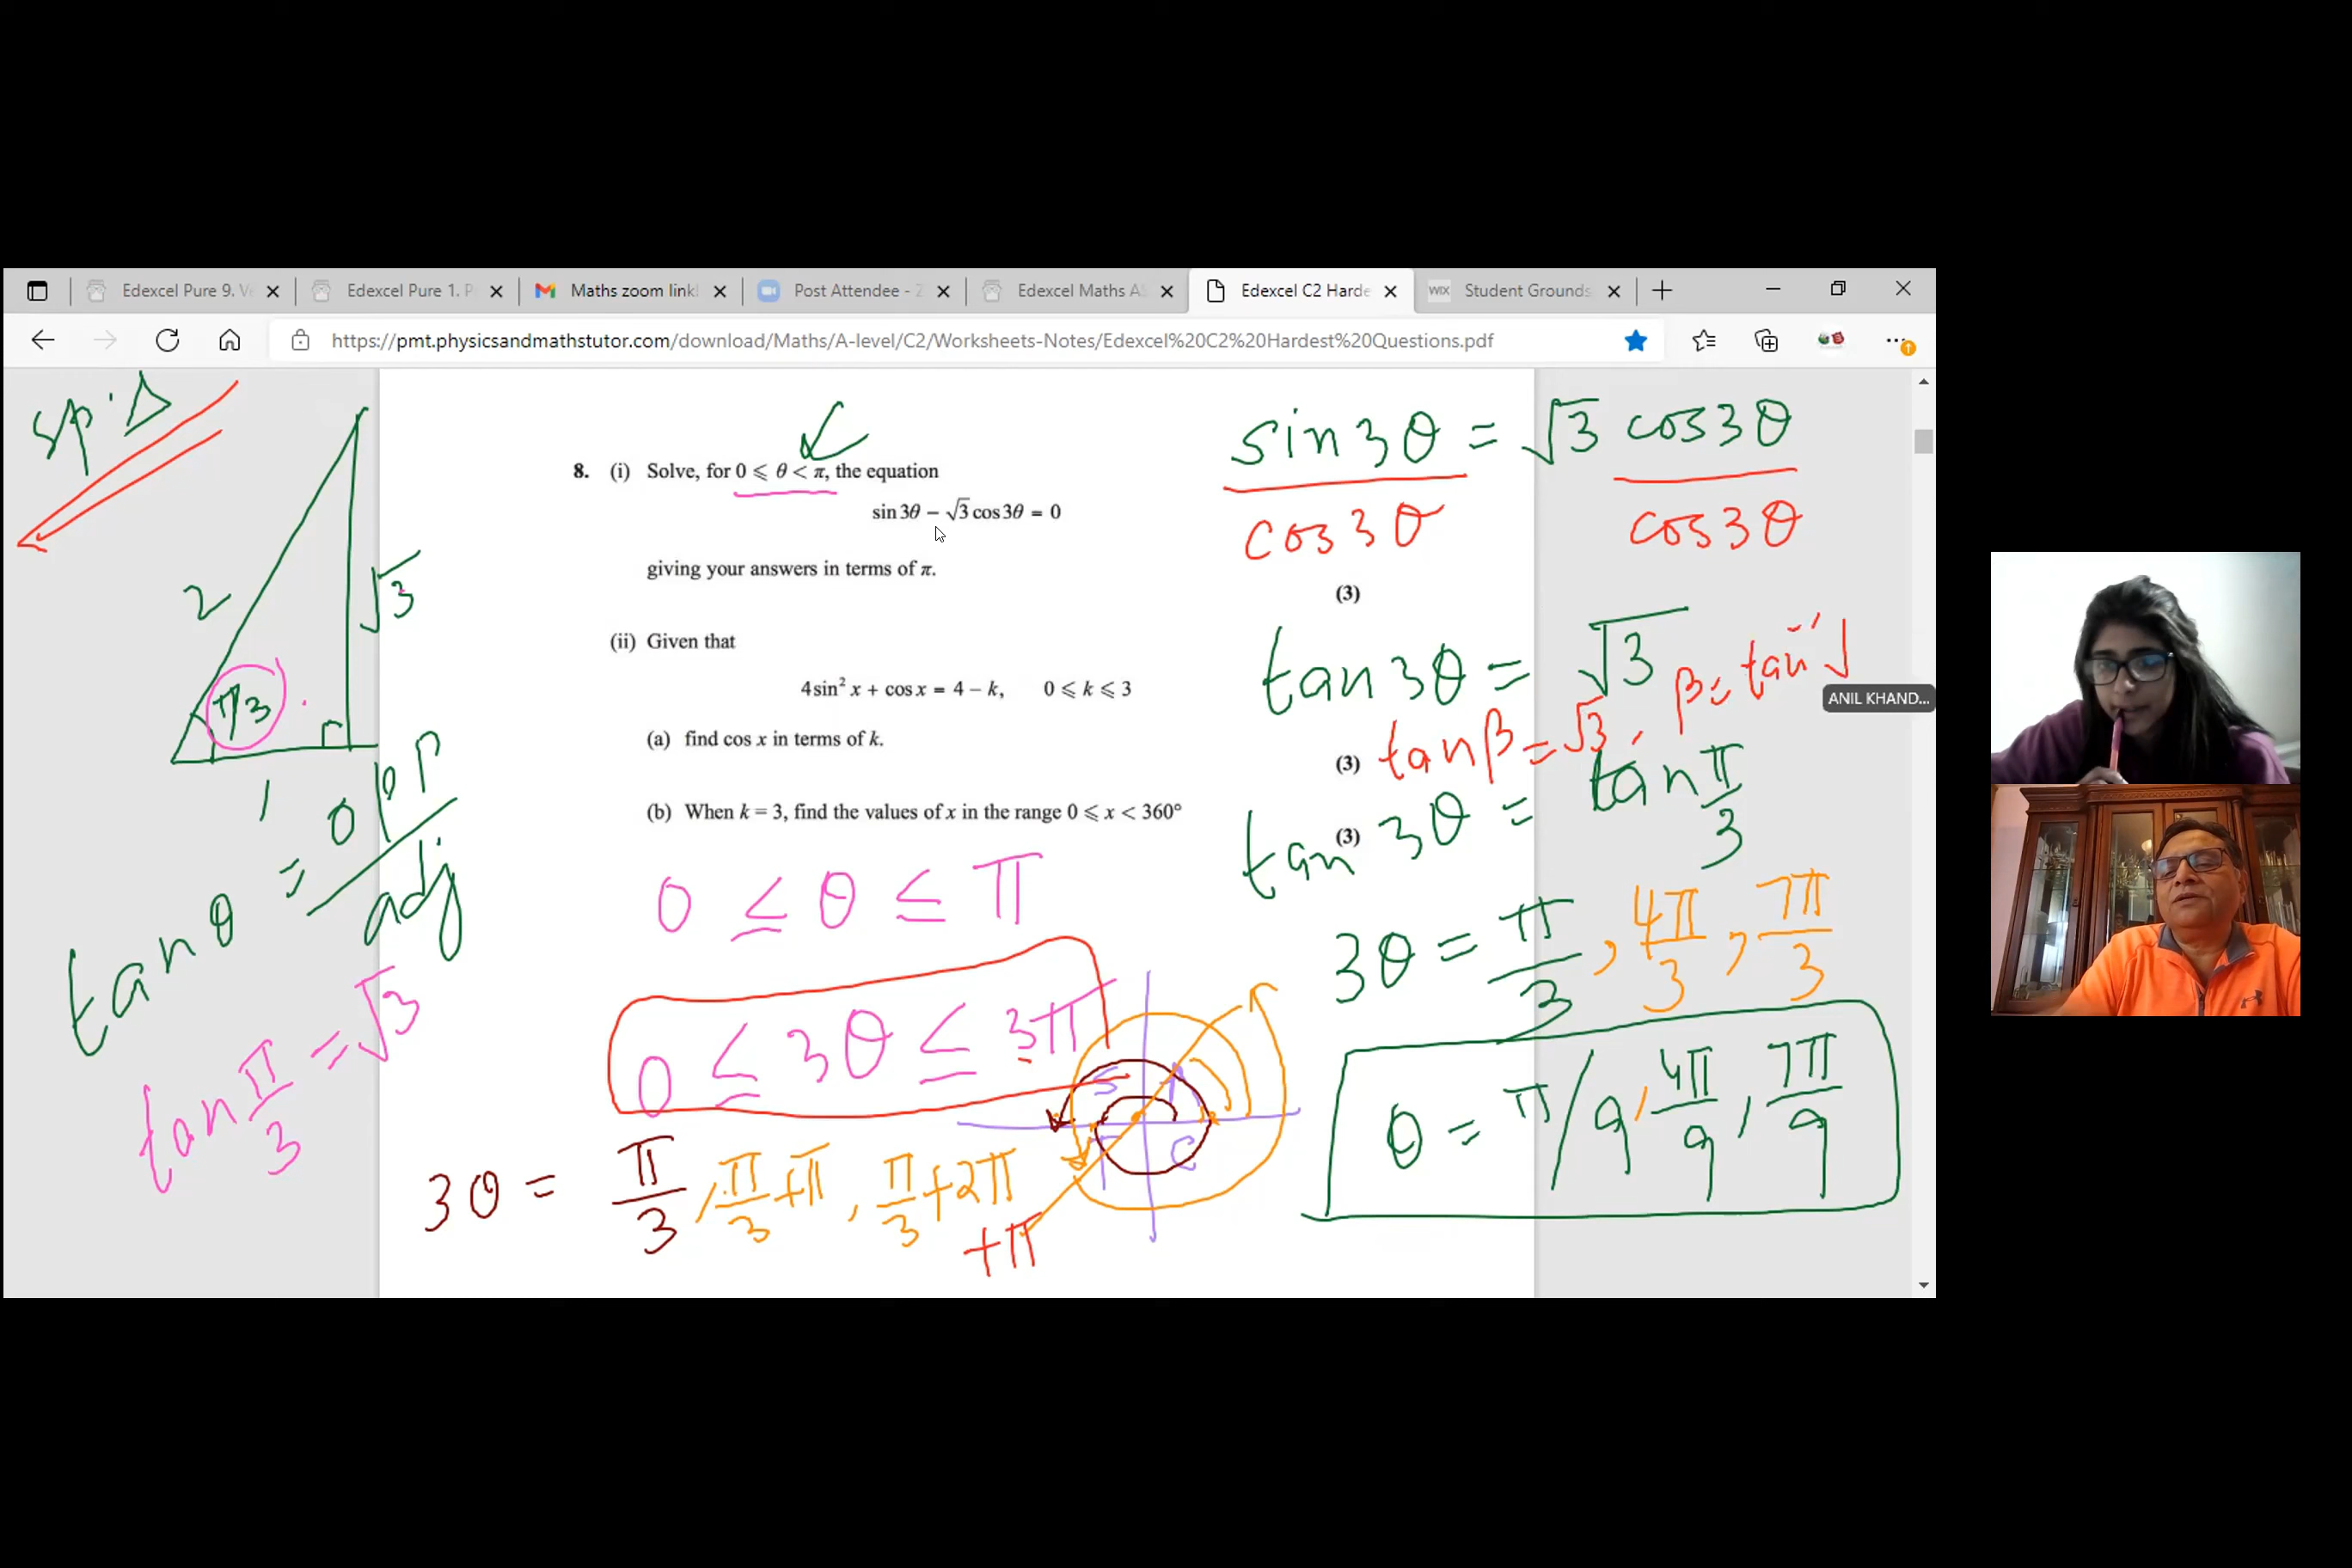 Edexcel Pure 9. V
Edexcel Pure 1. P
Maths zoom link
Post Attendee - Z
Edexcel Maths A
Edexcel C2 Harde
WIX
Student Grounds
https://pmt.physicsandmathstutor.com/download/Maths/A-level/C2/Worksheets-Notes/Edexcel%20C2%20Hardest%20Questions.pdf
sp. Δ
2
√3
π/3
1
tan θ = opp/adj
tan π/3 = √3
8. (i) Solve, for 0 ⩽ θ < π, the equation
sin 3θ − √3 cos 3θ = 0
giving your answers in terms of π.
(3)
(ii) Given that
4sin² x + cos x = 4 − k, 0 ⩽ k ⩽ 3
(a) find cos x in terms of k.
(3)
(b) When k = 3, find the values of x in the range 0 ⩽ x < 360°
(3)
0 ≤ θ ≤ π
0 ≤ 3θ ≤ 3π
3θ = π/3, π/3 + π, π/3 + 2π
+π
S A
T C
sin 3θ = √3 cos 3θ
cos 3θ cos 3θ
tan 3θ = √3
tan β = √3, β = tan⁻¹ √
tan 3θ = tan π/3
3θ = π/3, 4π/3, 7π/3
θ = π/9, 4π/9, 7π/9
ANIL KHAND...